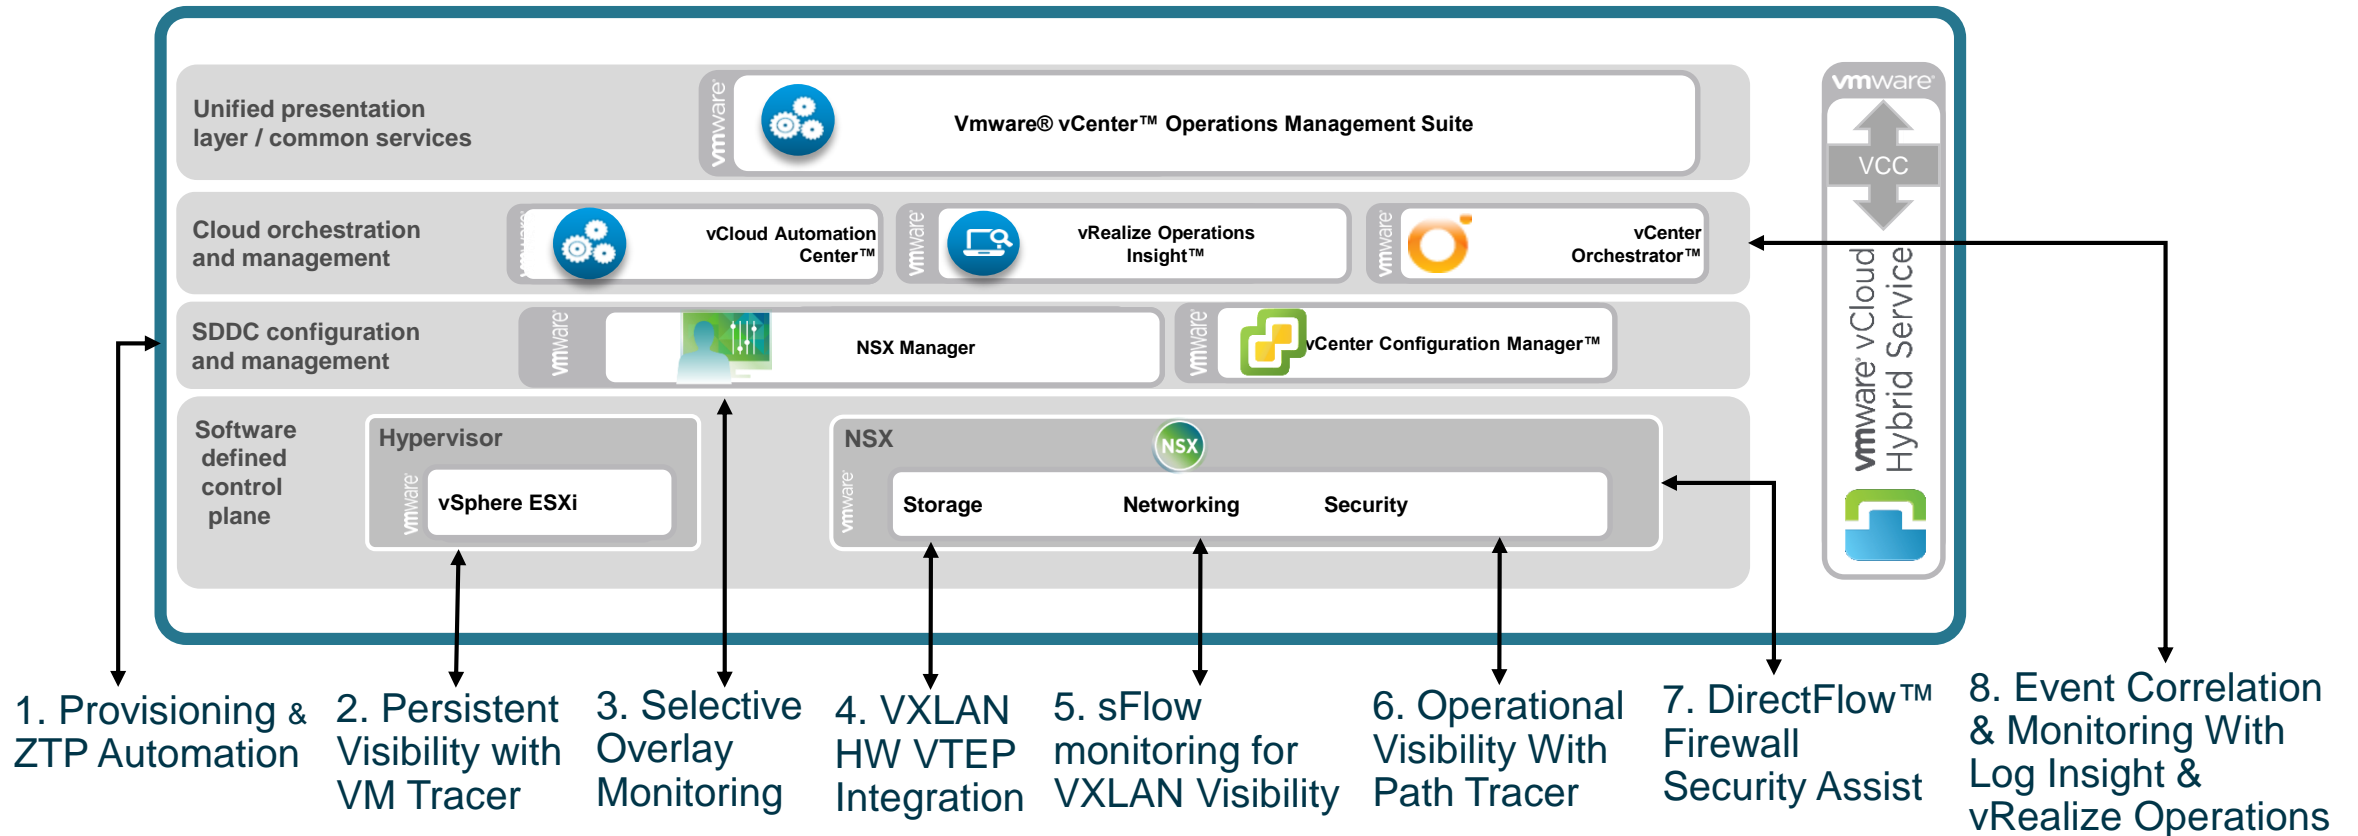 vmware®
Unified presentation
layer / common services
vmware®
Vmware® vCenter™ Operations Management Suite
VCC
Cloud orchestration
and management
vmware®
vCloud Automation
Center™
vmware®
vRealize Operations
Insight™
vmware®
vCenter
Orchestrator™
vmware® vCloud
Hybrid Service
SDDC configuration
and management
vmware®
NSX Manager
vmware®
vCenter Configuration Manager™
Software
defined
control
plane
Hypervisor
vmware®
vSphere ESXi
NSX
NSX
vmware®
Storage
Networking
Security
1. Provisioning &
ZTP Automation
2. Persistent
Visibility with
VM Tracer
3. Selective
Overlay
Monitoring
4. VXLAN
HW VTEP
Integration
5. sFlow
monitoring for
VXLAN Visibility
6. Operational
Visibility With
Path Tracer
7. DirectFlow™
Firewall
Security Assist
8. Event Correlation
& Monitoring With
Log Insight &
vRealize Operations